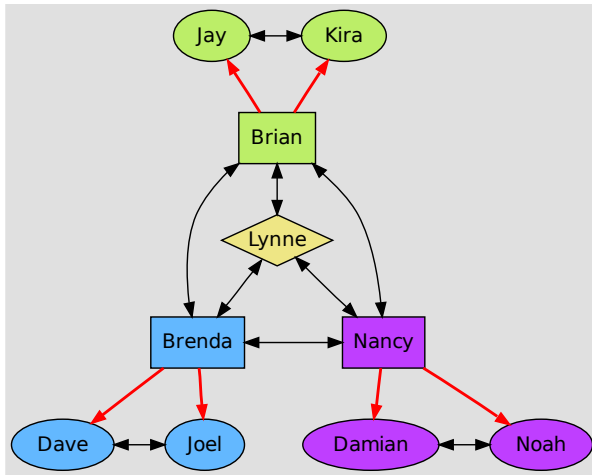 Jay
Kira
Brian
Lynne
Brenda
Nancy
Dave
Joel
Damian
Noah